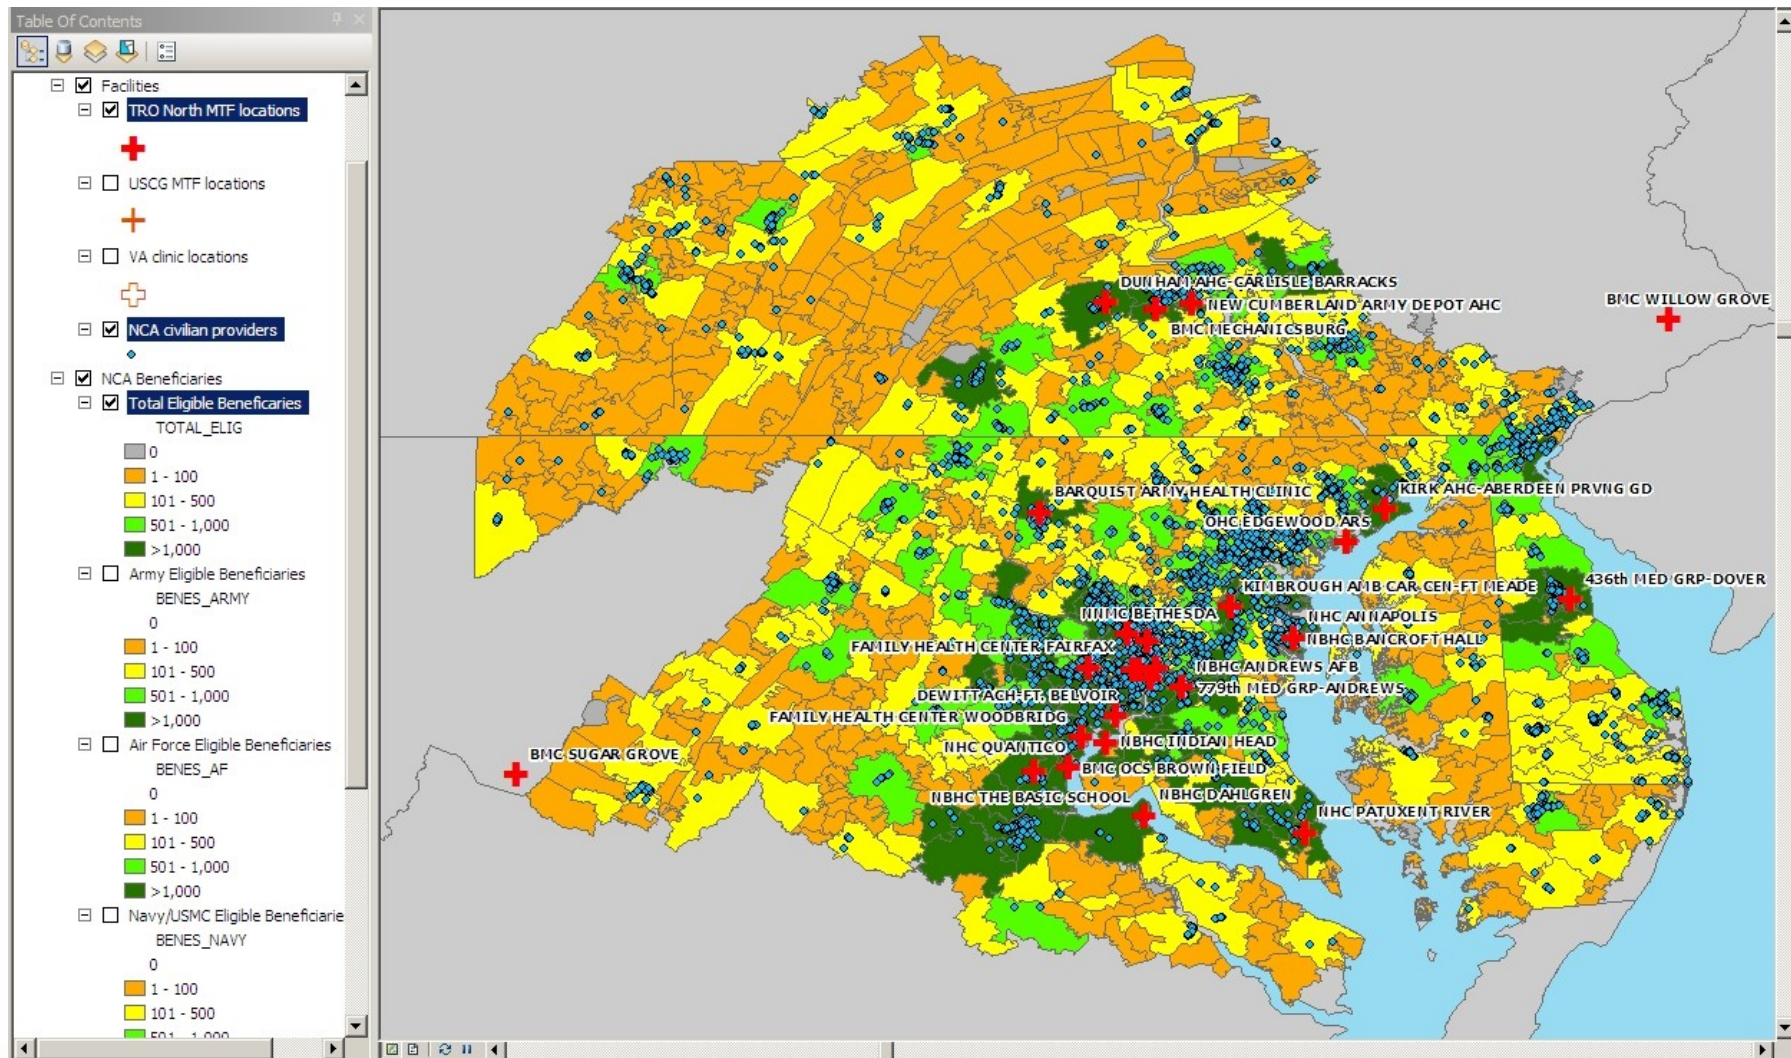 Table Of Contents
Facilities
TRO North MTF locations
USCG MTF locations
VA clinic locations
NCA civilian providers
NCA Beneficiaries
Total Eligible Beneficaries
TOTAL_ELIG
0
1 - 100
101 - 500
501 - 1,000
>1,000
Army Eligible Beneficiaries
BENES_ARMY
0
1 - 100
101 - 500
501 - 1,000
>1,000
Air Force Eligible Beneficiaries
BENES_AF
0
1 - 100
101 - 500
501 - 1,000
>1,000
Navy/USMC Eligible Beneficiarie
BENES_NAVY
0
1 - 100
101 - 500
501 - 1,000
DUNHAM AHC-CARLISLE BARRACKS
NEW CUMBERLAND ARMY DEPOT AHC
BMC WILLOW GROVE
BMC MECHANICSBURG
BARQUIST ARMY HEALTH CLINIC
KIRK AHC-ABERDEEN PRVNG GD
OHC EDGEWOOD ARS
KIMBROUGH AMB CAR CEN-FT MEADE
436th MED GRP-DOVER
NNMC BETHESDA
NHC ANNAPOLIS
NBHC BANCROFT HALL
FAMILY HEALTH CENTER FAIRFAX
NBHC ANDREWS AFB
779th MED GRP-ANDREWS
DEWITT ACH-FT. BELVOIR
FAMILY HEALTH CENTER WOODBRIDG
NBHC INDIAN HEAD
NHC QUANTICO
BMC SUGAR GROVE
BMC OCS BROWN FIELD
NBHC THE BASIC SCHOOL
NBHC DAHLGREN
NHC PATUXENT RIVER